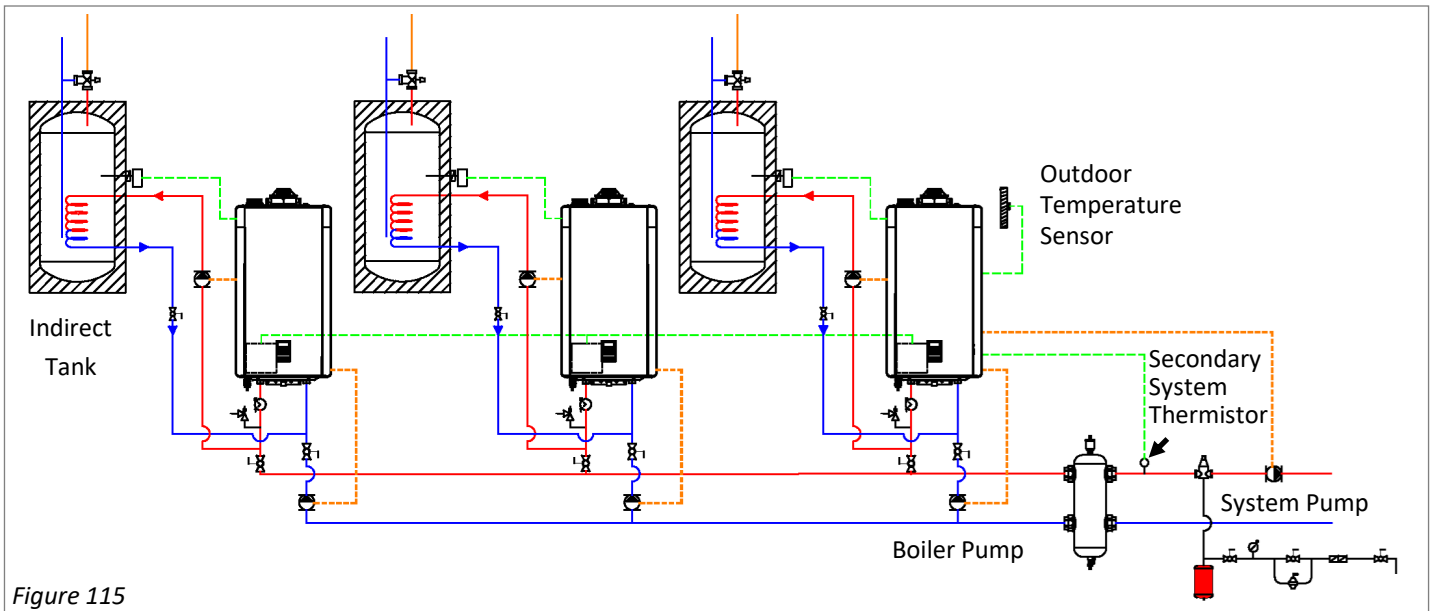 Outdoor
Temperature
Sensor
Indirect
Tank
Secondary
System
Thermistor
System Pump
Boiler Pump
Figure 115